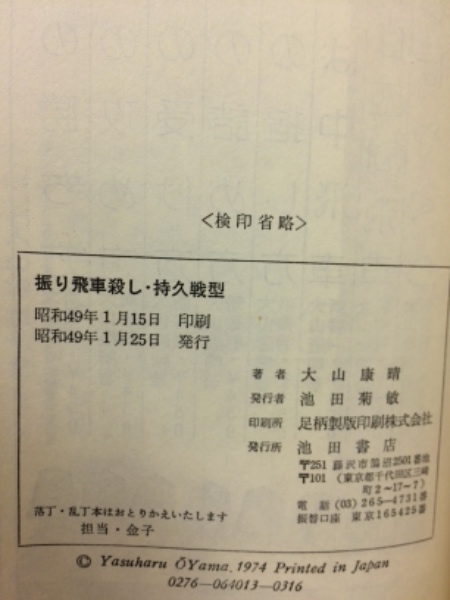 <検印省略>
振り飛車殺し・持久戦型
昭和49年1月15日 印刷
昭和49年1月25日 発行
著者 大山康晴
発行者 池田菊敏
印刷所 足柄製版印刷株式会社
発行所 池田書店
〒251 藤沢市鵠沼2501番地
〒101 (東京都千代田区三崎
町2~17~7)
電話 (03)265-4731番
振替口座 東京165425番
落丁・乱丁本はおとりかえいたします
担当・金子
© Yasuharu ŌYama. 1974 Printed in Japan
0276-064013-0316